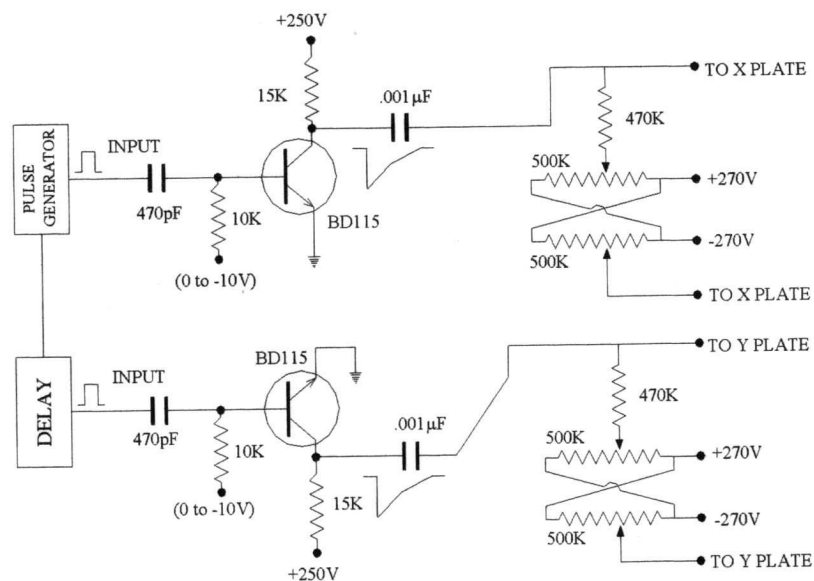 +250V
TO X PLATE
15K
.001µF
470K
PULSE
GENERATOR
INPUT
500K
+270V
470pF
10K
BD115
-270V
500K
(0 to -10V)
TO X PLATE
TO Y PLATE
BD115
DELAY
INPUT
470K
.001µF
500K
470pF
10K
+270V
(0 to -10V)
15K
-270V
500K
+250V
TO Y PLATE